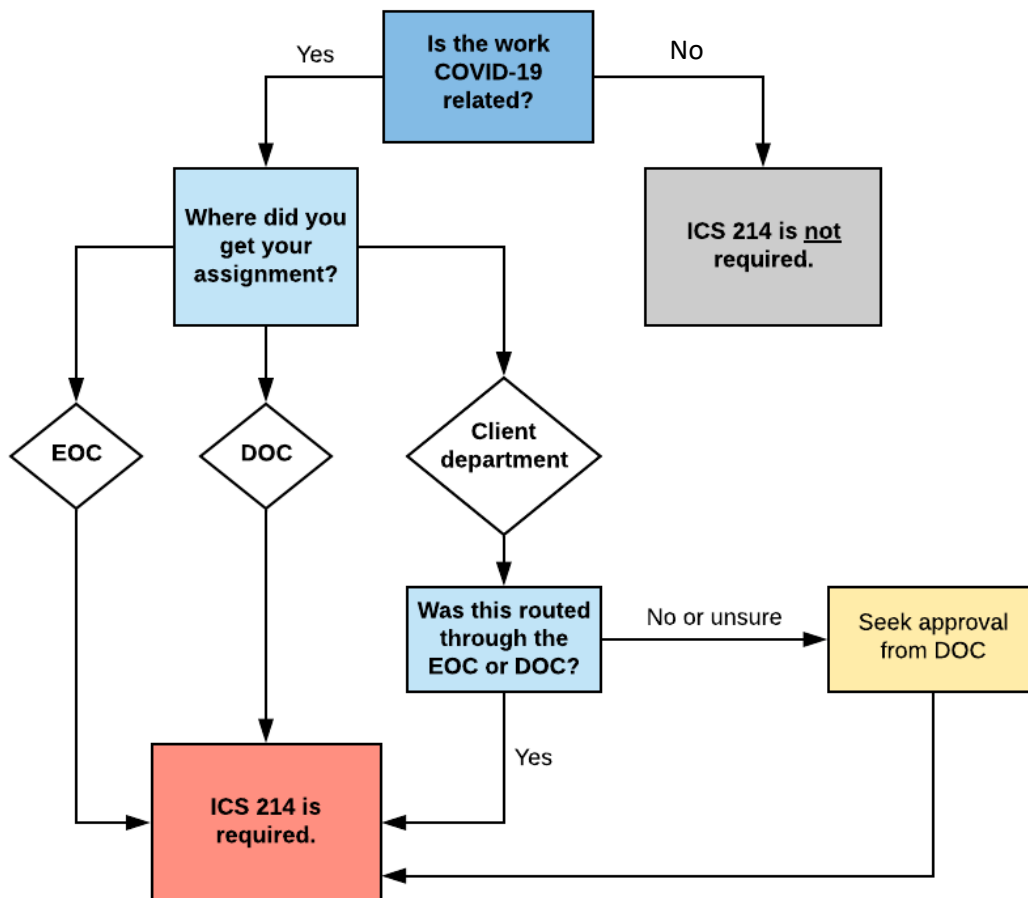 Is the work
COVID-19
related?
Yes
No
Where did you
get your
assignment?
ICS 214 is not
required.
EOC
DOC
Client
department
Was this routed
through the
EOC or DOC?
No or unsure
Seek approval
from DOC
Yes
ICS 214 is
required.